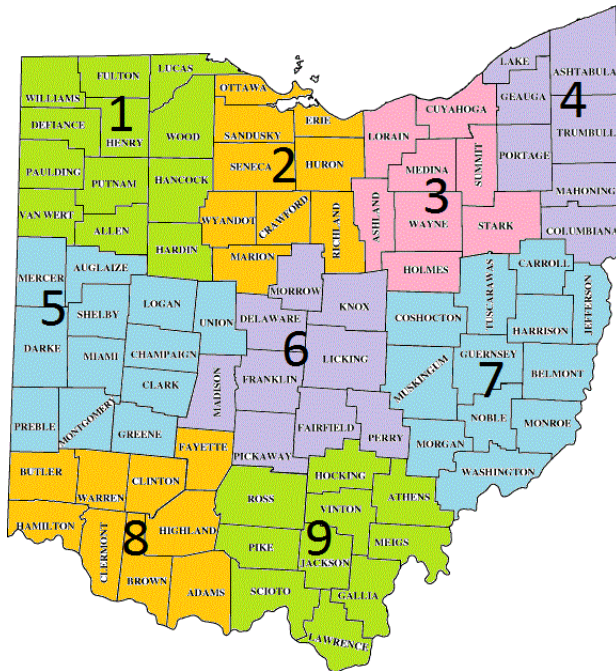 LAKE
ASHTABULA
FULTON
LUCAS
WILLIAMS
OTTAWA
GEAUGA
4
1
CUYAHOGA
DEFIANCE
HENRY
WOOD
SANDUSKY
ERIE
LORAIN
TRUMBULL
2
SENECA
HURON
MEDINA
SUMMIT
PORTAGE
PAULDING
PUTNAM
HANCOCK
3
MAHONING
VAN WERT
ALLEN
WYANDOT
CRAWFORD
RICHLAND
ASHLAND
WAYNE
STARK
COLUMBIANA
HARDIN
MARION
HOLMES
MERCER
AUGLAIZE
MORROW
CARROLL
5
LOGAN
UNION
DELAWARE
KNOX
COSHOCTON
TUSCARAWAS
JEFFERSON
SHELBY
HARRISON
DARKE
MIAMI
CHAMPAIGN
6
LICKING
GUERNSEY
BELMONT
CLARK
MADISON
FRANKLIN
MUSKINGUM
7
PREBLE
MONTGOMERY
GREENE
FAIRFIELD
PERRY
NOBLE
MONROE
MORGAN
FAYETTE
PICKAWAY
BUTLER
WARREN
CLINTON
HOCKING
ATHENS
WASHINGTON
ROSS
VINTON
HAMILTON
CLERMONT
8
HIGHLAND
9
MEIGS
PIKE
JACKSON
BROWN
ADAMS
SCIOTO
GALLIA
LAWRENCE